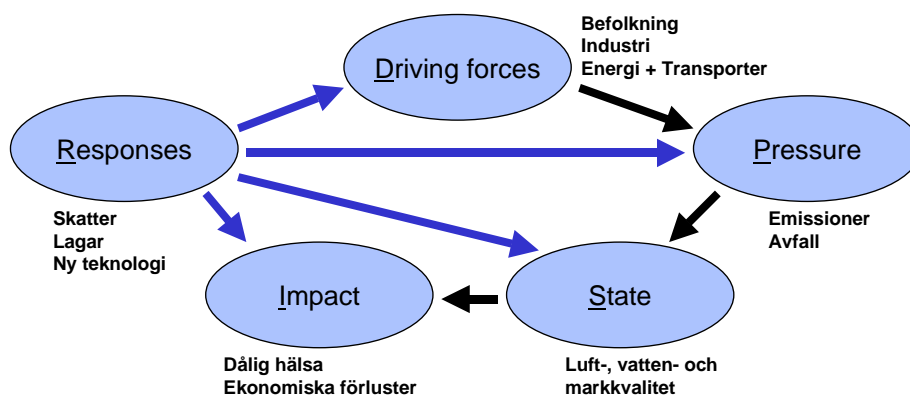 Befolkning
Industri
Energi + Transporter
Driving forces
Responses
Pressure
Skatter
Lagar
Ny teknologi
Emissioner
Avfall
Impact
State
Dålig hälsa
Ekonomiska förluster
Luft-, vatten- och
markkvalitet